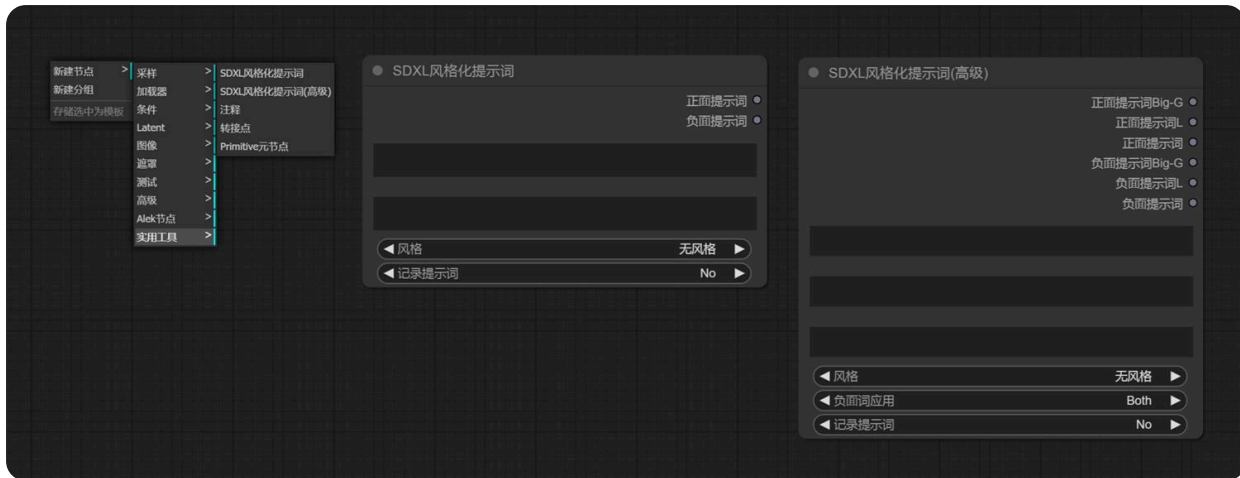 新建节点 >
新建分组
存储选中为模板
采样 >
加载器 >
条件 >
Latent >
图像 >
遮罩 >
测试 >
高级 >
Alek节点 >
实用工具 >
SDXL风格化提示词
SDXL风格化提示词(高级)
注释
转接点
Primitive元节点
SDXL风格化提示词
正面提示词
负面提示词
风格 无风格
记录提示词 No
SDXL风格化提示词(高级)
正面提示词Big-G
正面提示词L
正面提示词
负面提示词Big-G
负面提示词L
负面提示词
风格 无风格
负面词应用 Both
记录提示词 No